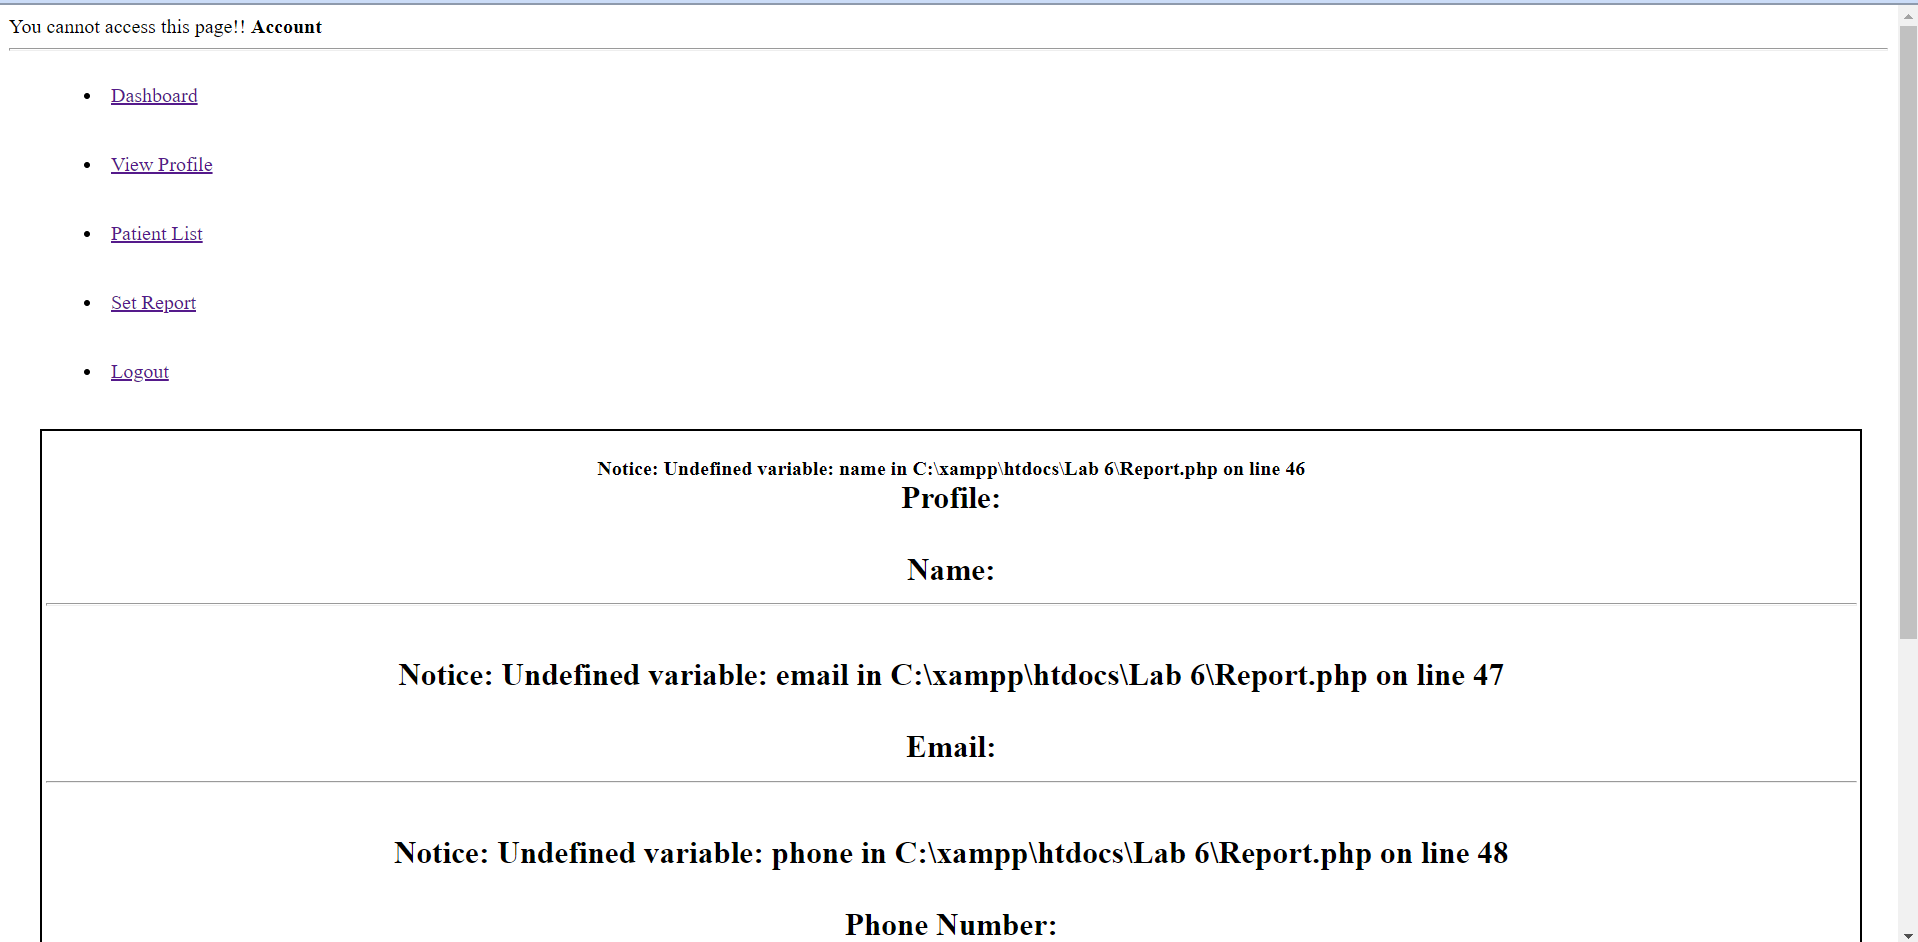 You cannot access this page!! Account
Dashboard
View Profile
Patient List
Set Report
Logout
Notice: Undefined variable: name in C:\xampp\htdocs\Lab 6\Report.php on line 46
Profile:
Name:
Notice: Undefined variable: email in C:\xampp\htdocs\Lab 6\Report.php on line 47
Email:
Notice: Undefined variable: phone in C:\xampp\htdocs\Lab 6\Report.php on line 48
Phone Number: